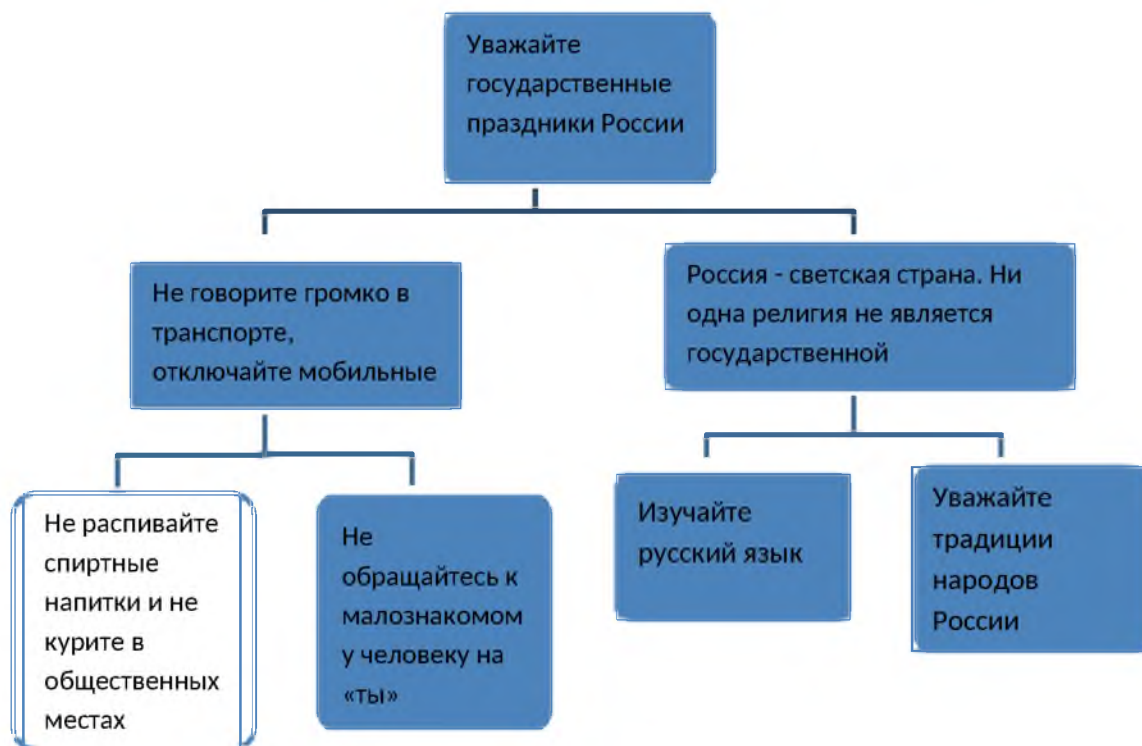 Уважайте
государственные
праздники России
Не говорите громко в
транспорте,
отключайте мобильные
Россия - светская страна. Ни
одна религия не является
государственной
Не распивайте
спиртные
напитки и не
курите в
общественных
местах
Не
обращайтесь к
малознакомом
у человеку на
«ты»
Изучайте
русский язык
Уважайте
традиции
народов
России